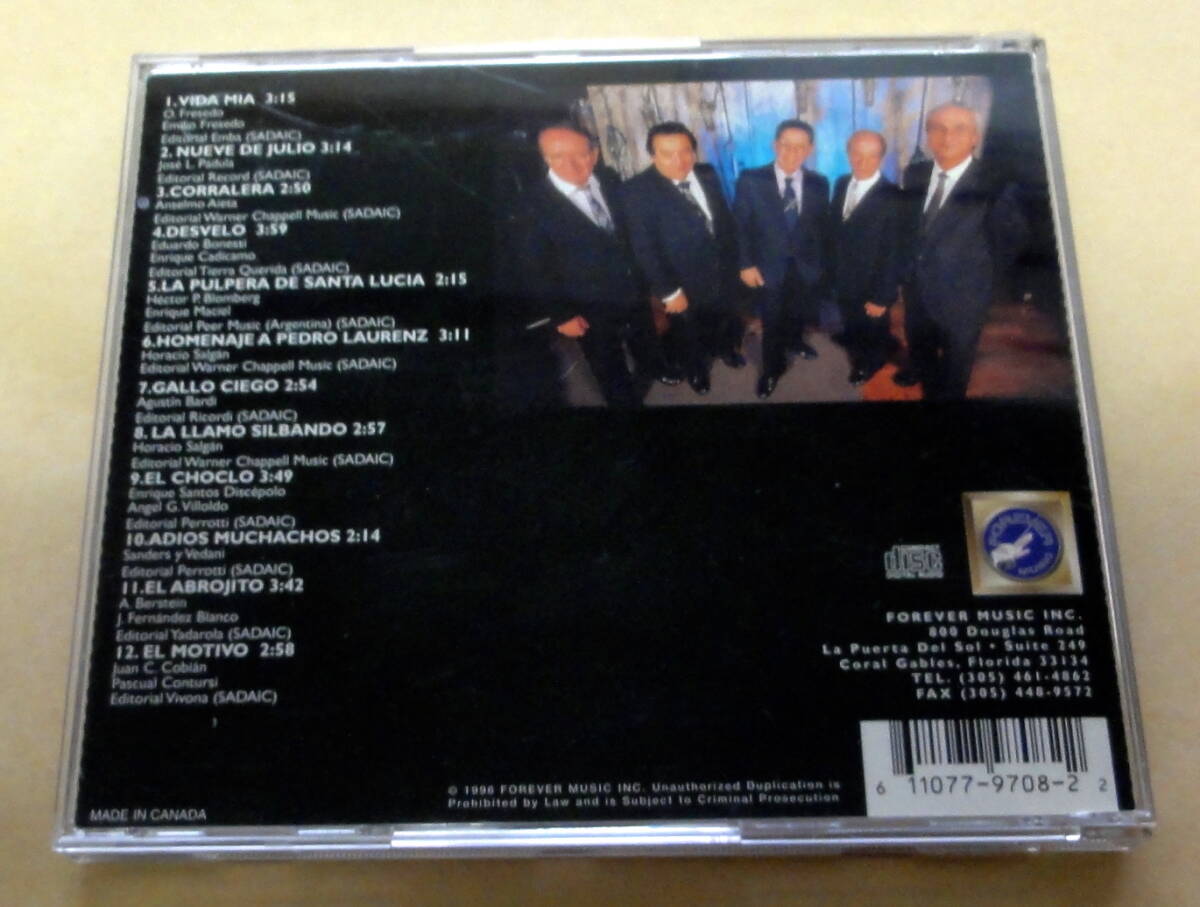 1.VIDA MIA 3:15
O. Fresedo
Emilio Fresedo
Editorial Emba (SADAIC)
2. NUEVE DE JULIO 3:14
José L. Padula
Editorial Record (SADAIC)
3.CORRALERA 2:50
Anselmo Aieta
Editorial Warner Chappell Music (SADAIC)
4.DESVELO 3:59
Eduardo Bonessi
Enrique Cadicamo
Editorial Tierra Querida (SADAIC)
5.LA PULPERA DE SANTA LUCIA 2:15
Héctor P. Blomberg
Enrique Maciel
Editorial Peer Music (Argentina) (SADAIC)
6.HOMENAJE A PEDRO LAURENZ 3:11
Horacio Salgán
Editorial Warner Chappell Music (SADAIC)
7.GALLO CIEGO 2:54
Agustin Bardi
Editorial Ricordi (SADAIC)
8. LA LLAMO SILBANDO 2:57
Horacio Salgán
Editorial Warner Chappell Music (SADAIC)
9.EL CHOCLO 3:49
Enrique Santos Discépolo
Angel G. Villoldo
Editorial Perrotti (SADAIC)
10.ADIOS MUCHACHOS 2:14
Sanders y Vedani
Editorial Perrotti (SADAIC)
11.EL ABROJITO 3:42
A. Berstein
J. Fernández Blanco
Editorial Yadarola (SADAIC)
12. EL MOTIVO 2:58
Juan C. Cobián
Pascual Contursi
Editorial Vivona (SADAIC)
MADE IN CANADA
disc
DIGITAL AUDIO
FOREVER
MUSIC
FOREVER MUSIC INC.
800 Douglas Road
La Puerta Del Sol • Suite 249
Coral Gables, Florida 33134
TEL. (305) 461-4862
FAX (305) 448-9572
© 1996 FOREVER MUSIC INC. Unauthorized Duplication is
Prohibited by Law and is Subject to Criminal Prosecution
6 11077-9708-2 2